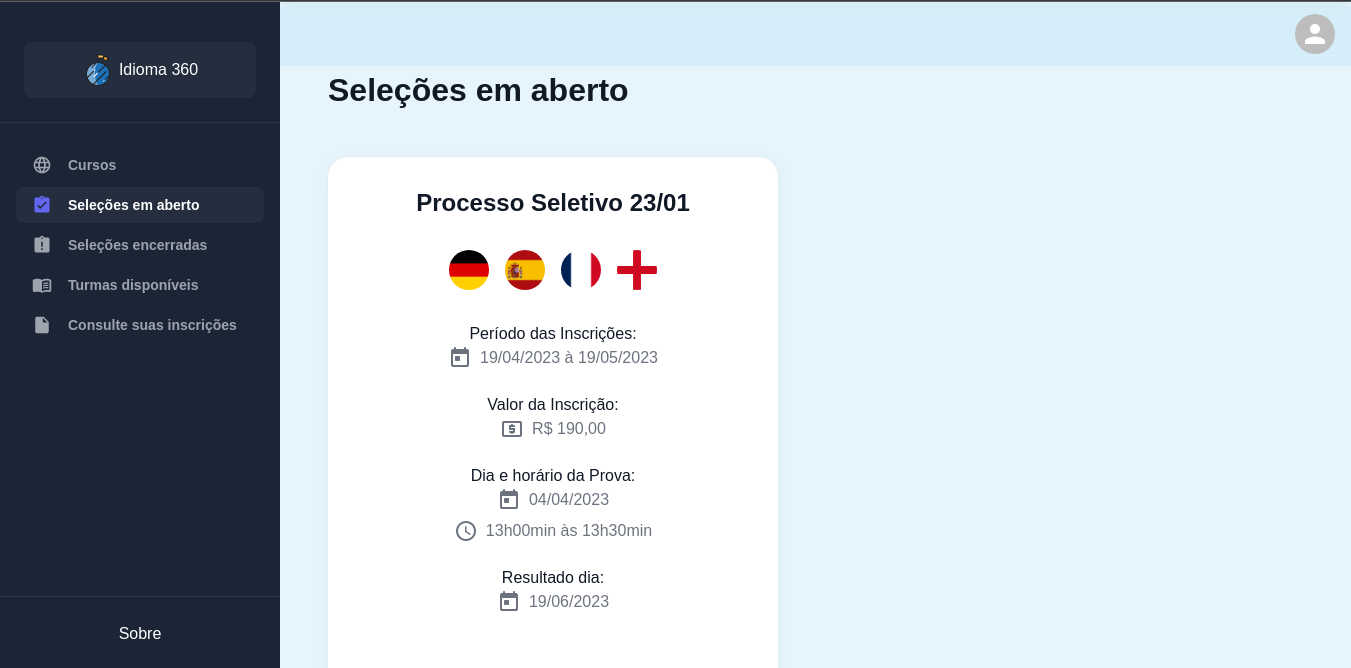 Idioma 360
Cursos
Seleções em aberto
Seleções encerradas
Turmas disponíveis
Consulte suas inscrições
Sobre
Seleções em aberto
Processo Seletivo 23/01
Período das Inscrições:
19/04/2023 à 19/05/2023
Valor da Inscrição:
R$ 190,00
Dia e horário da Prova:
04/04/2023
13h00min às 13h30min
Resultado dia:
19/06/2023